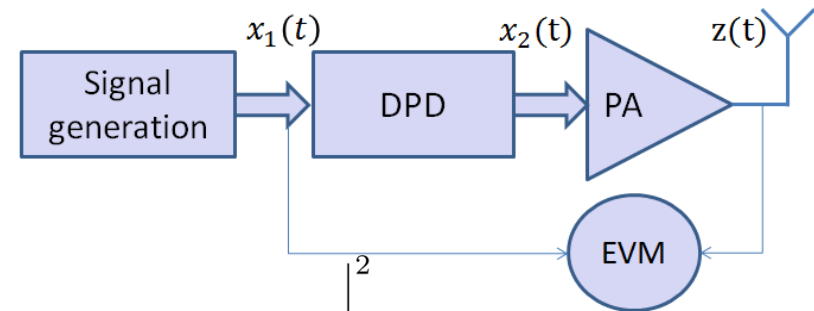 x₁(t) x₂(t) z(t)
Signal
generation
DPD
PA
EVM
|²